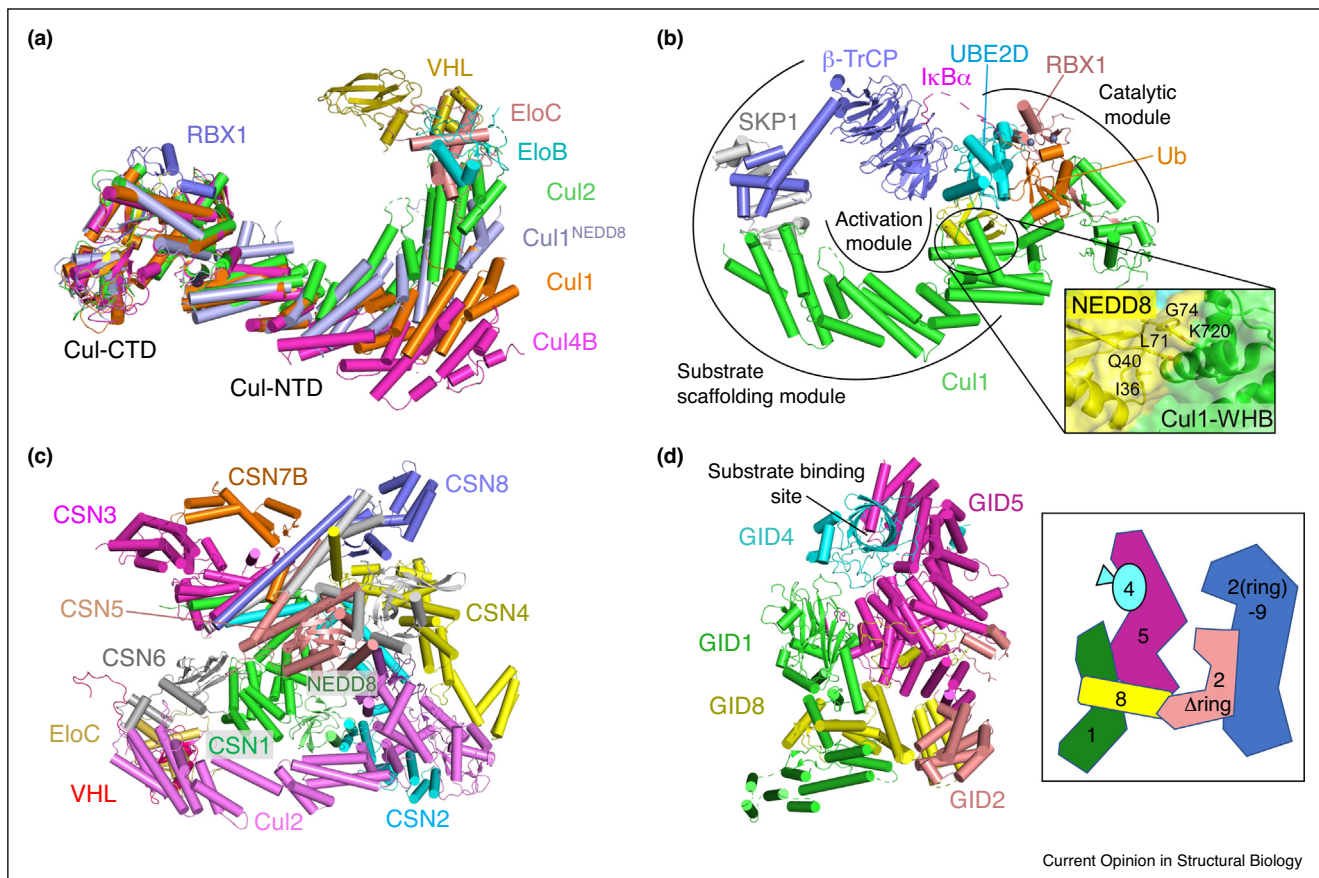 (a)
VHL
EloC
RBX1
EloB
Cul2
Cul1NEDD8
Cul1
Cul4B
Cul-CTD
Cul-NTD
(b)
β-TrCP
UBE2D
IκBα
RBX1
Catalytic
module
SKP1
Ub
Activation
module
NEDD8
G74
K720
L71
Q40
I36
Cul1-WHB
Substrate
scaffolding module
Cul1
(c)
CSN7B
CSN8
CSN3
CSN5
CSN4
CSN6
NEDD8
EloC
CSN1
VHL
Cul2
CSN2
(d)
Substrate binding
site
GID5
GID4
GID1
GID8
GID2
4
2(ring)
-9
5
2
8
Δring
1
Current Opinion in Structural Biology